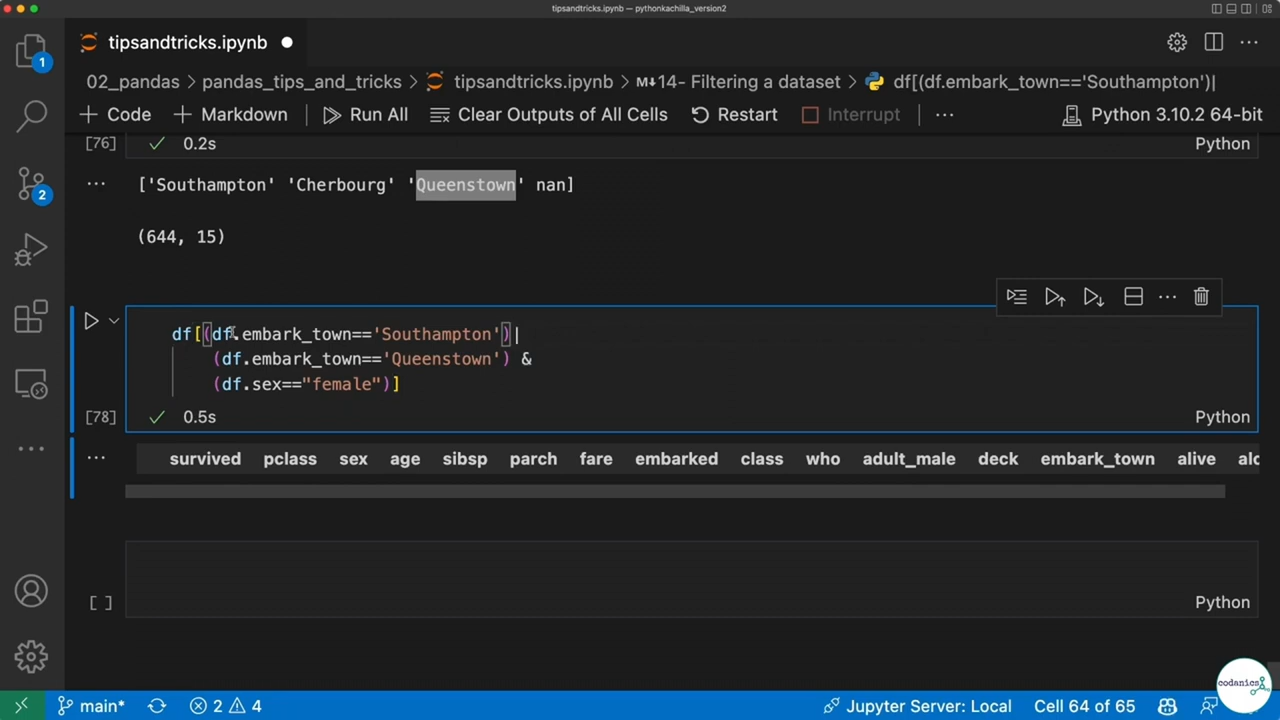 tipsandtricks.ipynb — pythonkachilla_version2
tipsandtricks.ipynb
02_pandas > pandas_tips_and_tricks > tipsandtricks.ipynb > M↓14- Filtering a dataset > df[(df.embark_town=='Southampton')|
+ Code + Markdown Run All Clear Outputs of All Cells Restart Interrupt ... Python 3.10.2 64-bit
[76] 0.2s Python
... ['Southampton' 'Cherbourg' 'Queenstown' nan]
(644, 15)
df[(df.embark_town=='Southampton')|
(df.embark_town=='Queenstown') &
(df.sex=="female")]
[78] 0.5s Python
... survived pclass sex age sibsp parch fare embarked class who adult_male deck embark_town alive alo
[ ] Python
1
2
main* 2 4 Jupyter Server: Local Cell 64 of 65
codanics